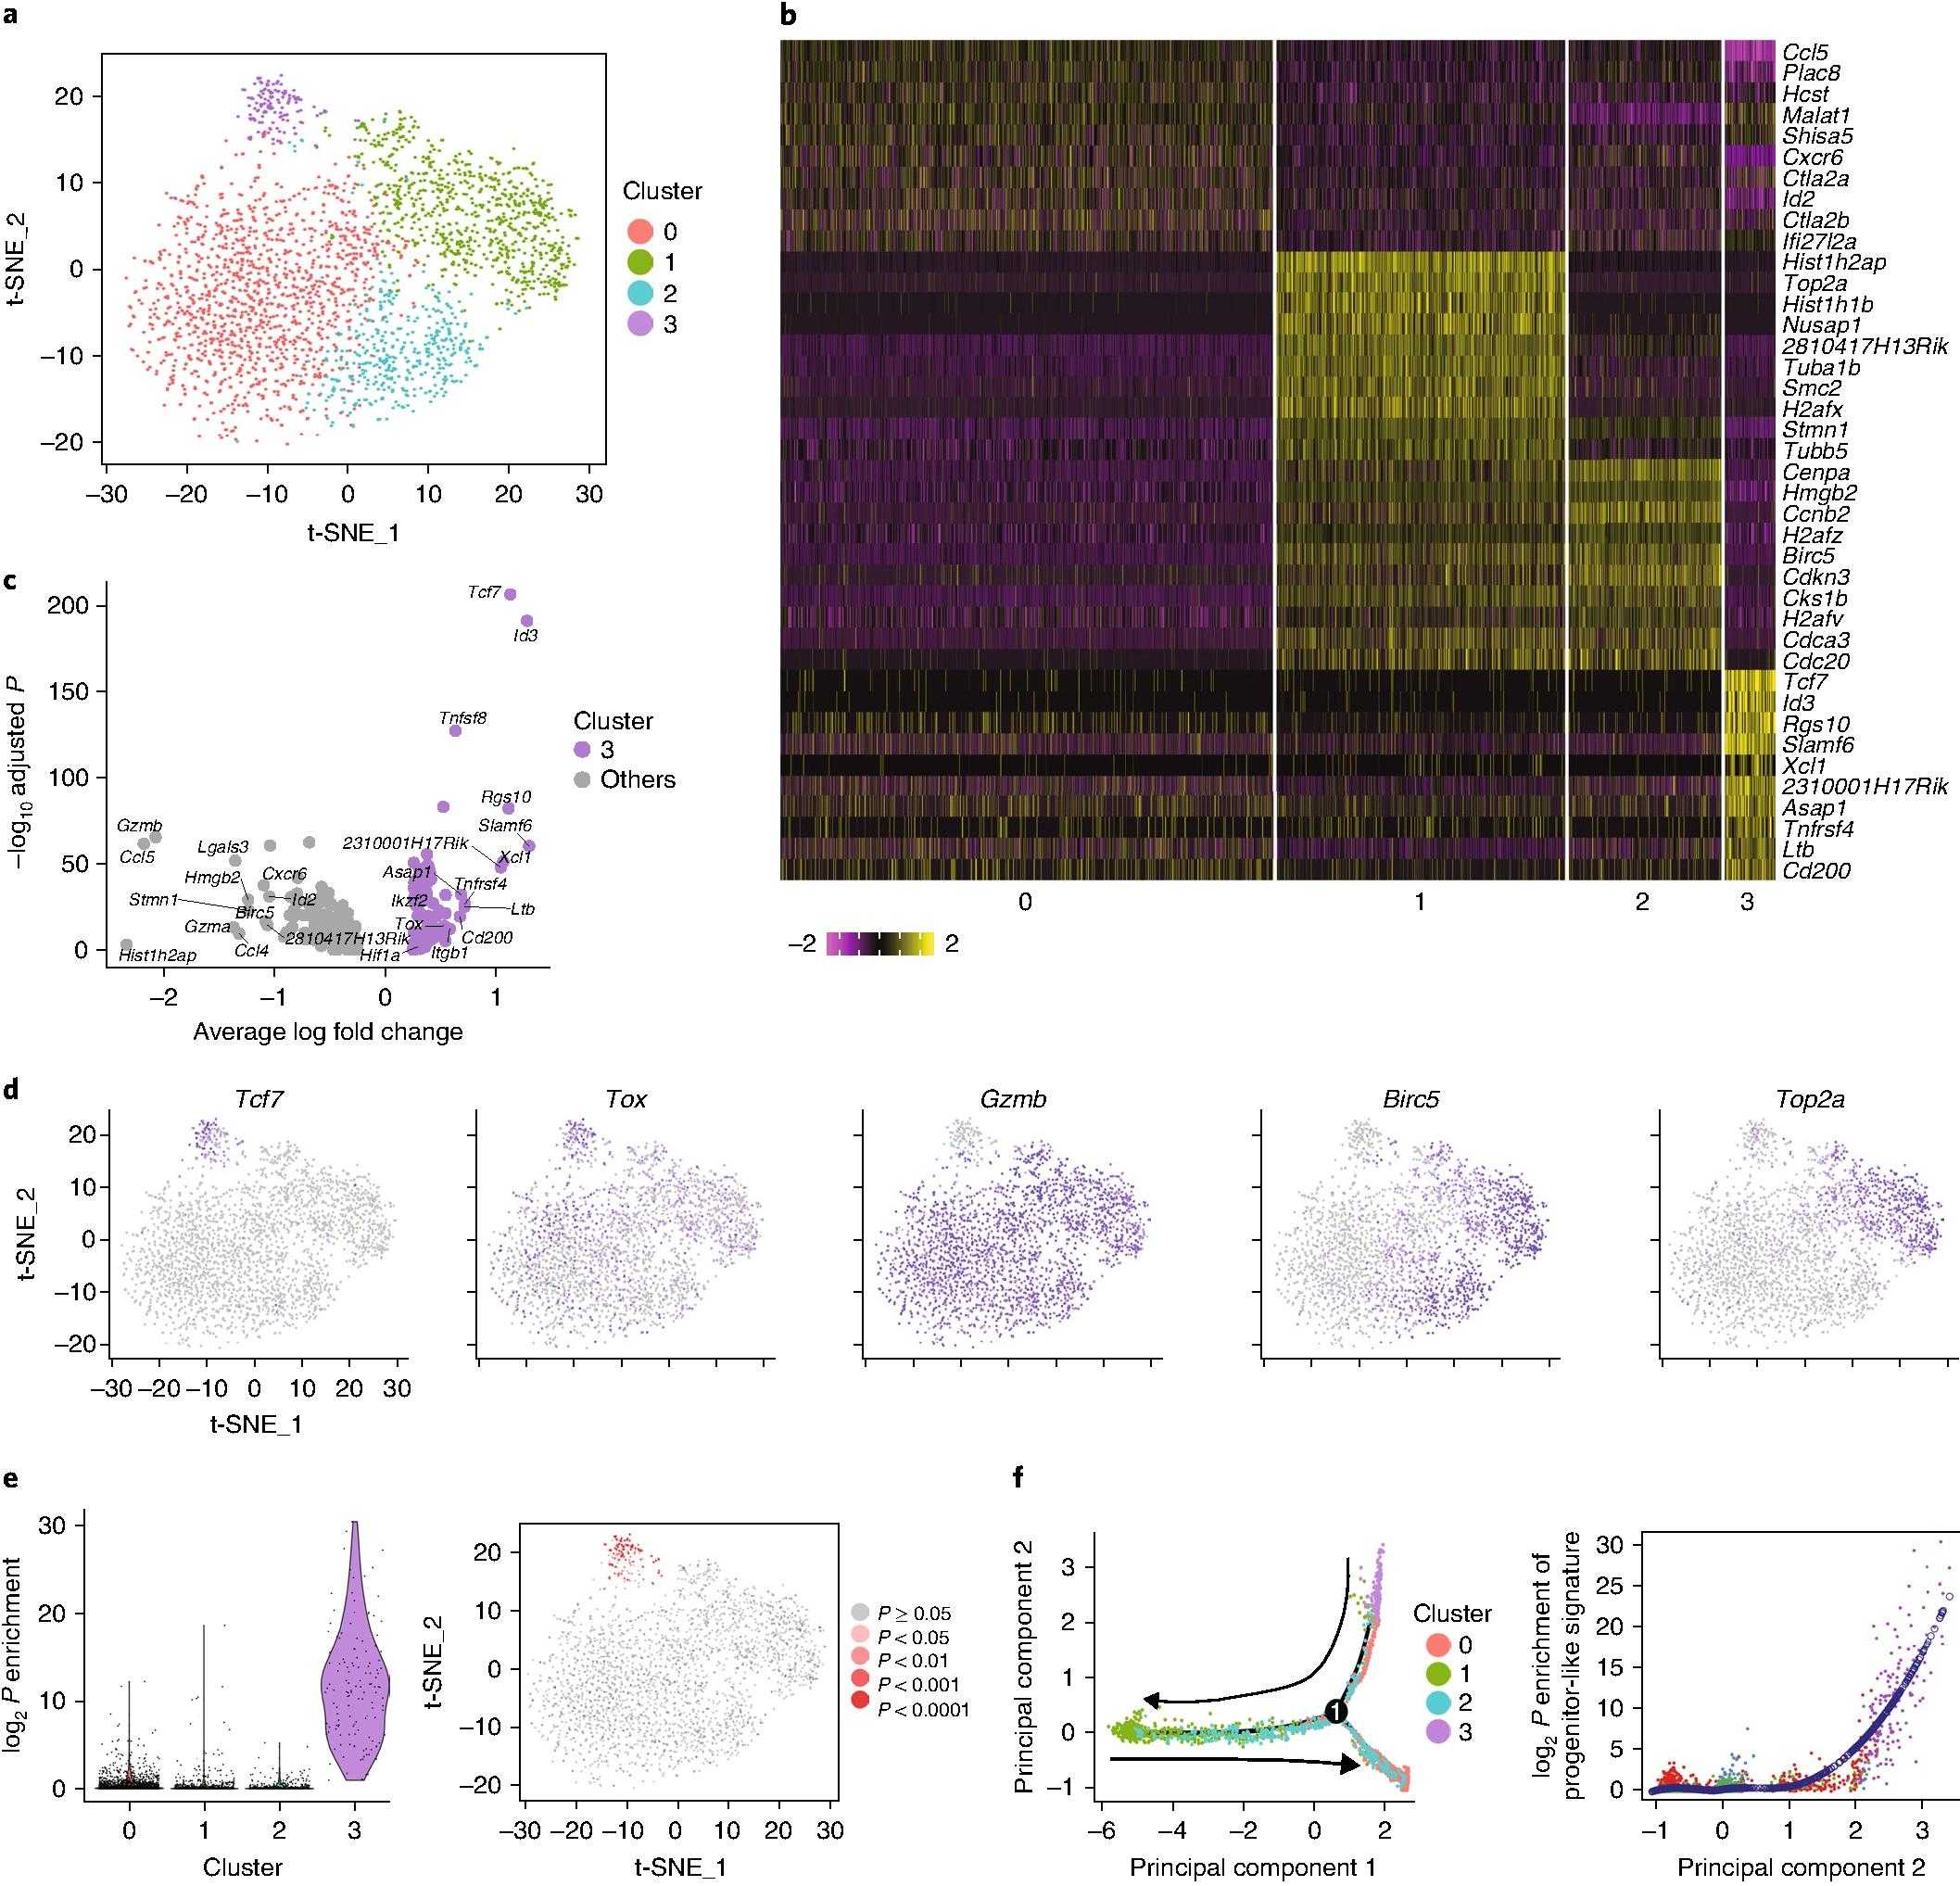 a
t-SNE_2
20
10
0
−10
−20
−30 −20 −10 0 10 20 30
t-SNE_1
Cluster
0
1
2
3
b
Ccl5
Plac8
Hcst
Malat1
Shisa5
Cxcr6
Ctla2a
Id2
Ctla2b
Ifi27l2a
Hist1h2ap
Top2a
Hist1h1b
Nusap1
2810417H13Rik
Tuba1b
Smc2
H2afx
Stmn1
Tubb5
Cenpa
Hmgb2
Ccnb2
H2afz
Birc5
Cdkn3
Cks1b
H2afv
Cdca3
Cdc20
Tcf7
Id3
Rgs10
Slamf6
Xcl1
2310001H17Rik
Asap1
Tnfrsf4
Ltb
Cd200
0 1 2 3
−2 2
c
−log10 adjusted P
200
150
100
50
0
Tcf7
Id3
Tnfsf8
Rgs10
Slamf6
2310001H17Rik
Xcl1
Asap1
Tnfrsf4
Ikzf2
Ltb
Tox
Cd200
Hif1a
Itgb1
Gzmb
Ccl5
Lgals3
Hmgb2
Cxcr6
Stmn1
Id2
Birc5
Gzma
2810417H13Rik
Ccl4
Hist1h2ap
−2 −1 0 1
Average log fold change
Cluster
3
Others
d
Tcf7 Tox Gzmb Birc5 Top2a
t-SNE_2
20
10
0
−10
−20
−30 −20 −10 0 10 20 30
t-SNE_1
e
log2 P enrichment
30
20
10
0
0 1 2 3
Cluster
t-SNE_2
20
10
0
−10
−20
−30 −20 −10 0 10 20 30
t-SNE_1
P ≥ 0.05
P < 0.05
P < 0.01
P < 0.001
P < 0.0001
f
Principal component 2
3
2
1
0
−1
1
−6 −4 −2 0 2
Principal component 1
Cluster
0
1
2
3
log2 P enrichment of
progenitor-like signature
30
25
20
15
10
5
0
−1 0 1 2 3
Principal component 2